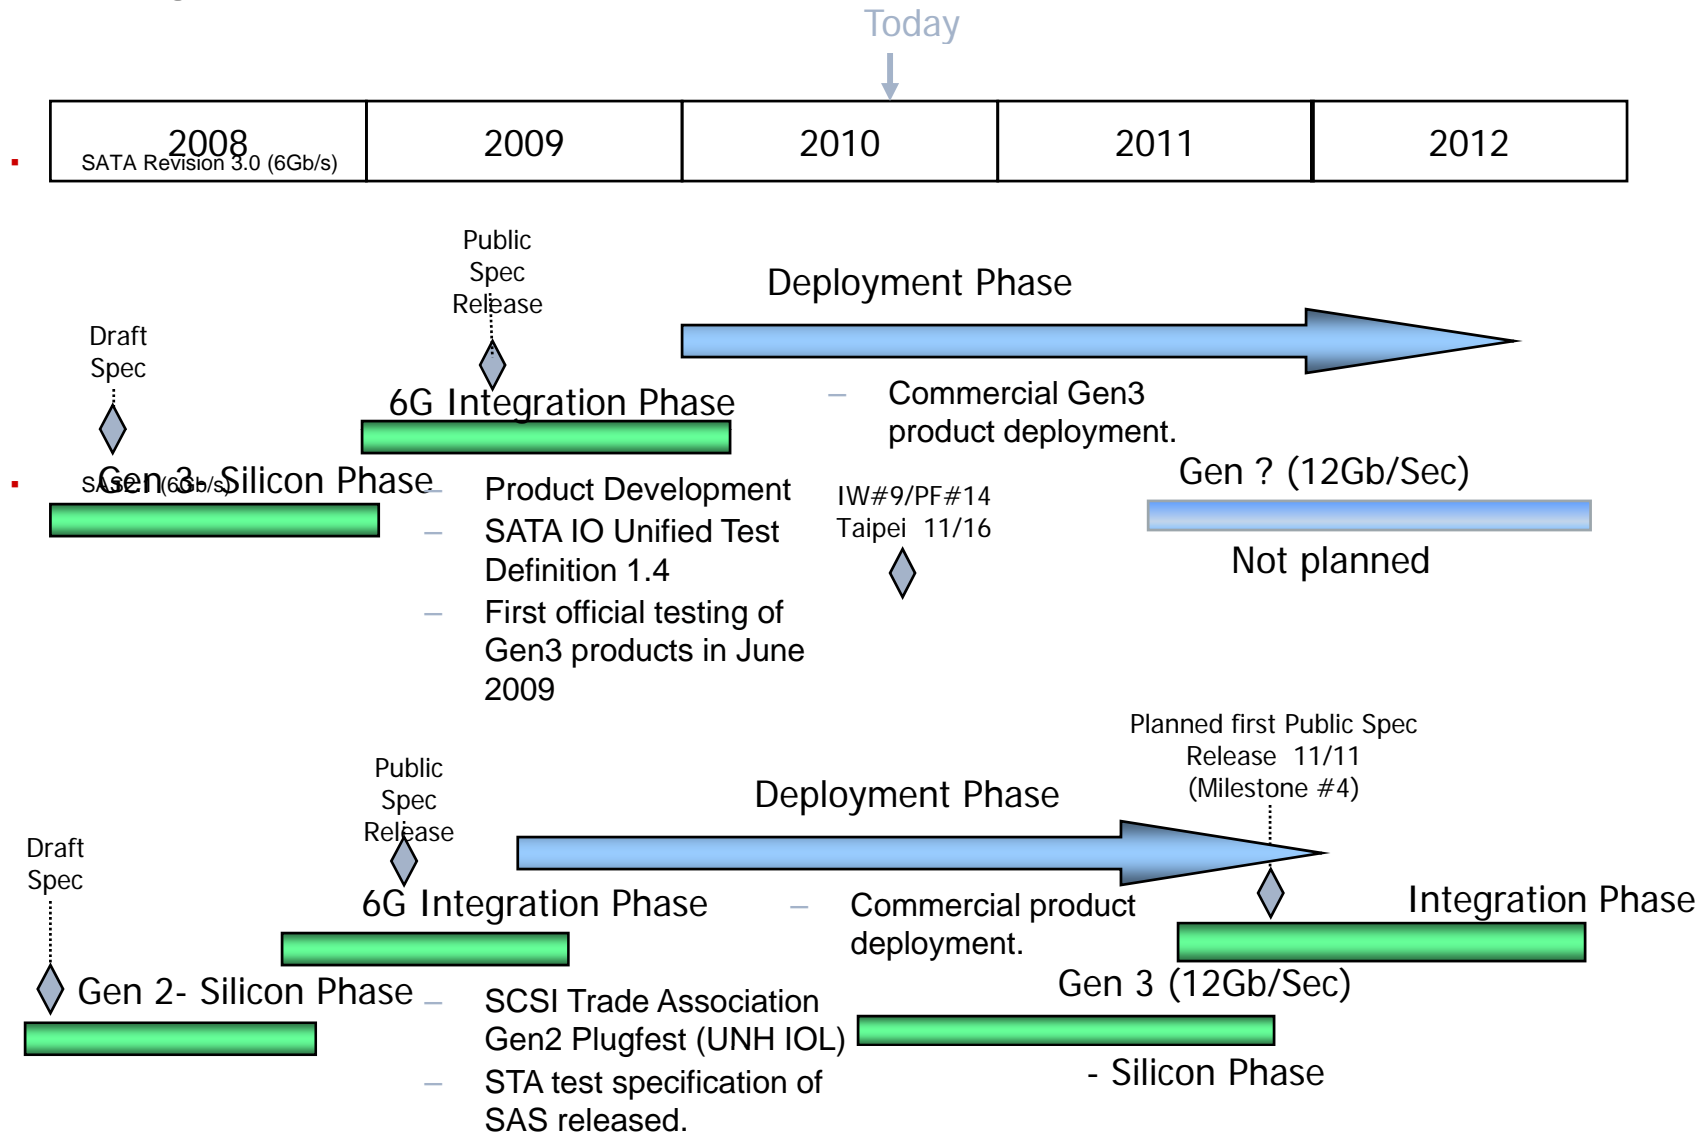 Today
2008
2009
2010
2011
2012
▪ SATA Revision 3.0 (6Gb/s)
Public
Spec
Release
Deployment Phase
Draft
Spec
6G Integration Phase
– Commercial Gen3
product deployment.
Gen 3- Silicon Phase
– Product Development
– SATA IO Unified Test
Definition 1.4
– First official testing of
Gen3 products in June
2009
IW#9/PF#14
Taipei 11/16
Gen ? (12Gb/Sec)
Not planned
▪ SAS2.1 (6Gb/s)
Public
Spec
Release
Deployment Phase
Planned first Public Spec
Release 11/11
(Milestone #4)
Draft
Spec
6G Integration Phase
– Commercial product
deployment.
Integration Phase
Gen 2- Silicon Phase
– SCSI Trade Association
Gen2 Plugfest (UNH IOL)
– STA test specification of
SAS released.
Gen 3 (12Gb/Sec)
- Silicon Phase